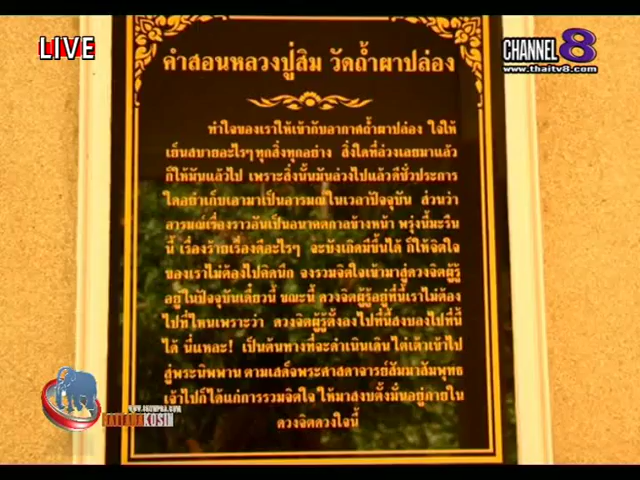 LIVE
CHANNEL 8
www.thaitv8.com
คำสอนหลวงปู่สิม วัดถ้ำผาปล่อง
ทำใจของเราให้เข้ากับอากาศถ้ำผาปล่อง ใจให้
เย็นสบายอะไรๆ ทุกสิ่งทุกอย่าง สิ่งใดที่ล่วงเลยมาแล้ว
ก็ให้มันแล้วไป เพราะสิ่งนั้นมันล่วงไปแล้วดีชั่วประการ
ใดอย่าเก็บเอามาเป็นอารมณ์ในเวลาปัจจุบัน ส่วนว่า
อารมณ์เรื่องราวอันเป็นอนาคตกาลข้างหน้า พรุ่งนี้มะรืน
นี้ เรื่องร้ายเรื่องดีอะไรๆ จะบังเกิดมีขึ้นได้ ก็ให้จิตใจ
ของเราไม่ต้องไปคิดนึก จงรวมจิตใจเข้ามาสู่ดวงจิตผู้รู้
อยู่ในปัจจุบันเดี๋ยวนี้ ขณะนี้ ดวงจิตผู้รู้อยู่ที่นี้เราไม่ต้อง
ไปที่ไหนเพราะว่า ดวงจิตผู้รู้ตั้งลงไปที่นี้สงบลงไปที่นี้
ได้ นี่แหละ! เป็นต้นทางที่จะดำเนินเดินไต่เต้าเข้าไป
สู่พระนิพพาน ตามเสด็จพระศาสดาจารย์สัมมาสัมพุทธ
เจ้าไปก็ได้แก่การรวมจิตใจ ให้มาสงบตั้งมั่นอยู่ภายใน
ดวงจิตดวงใจนี้
KOSIN